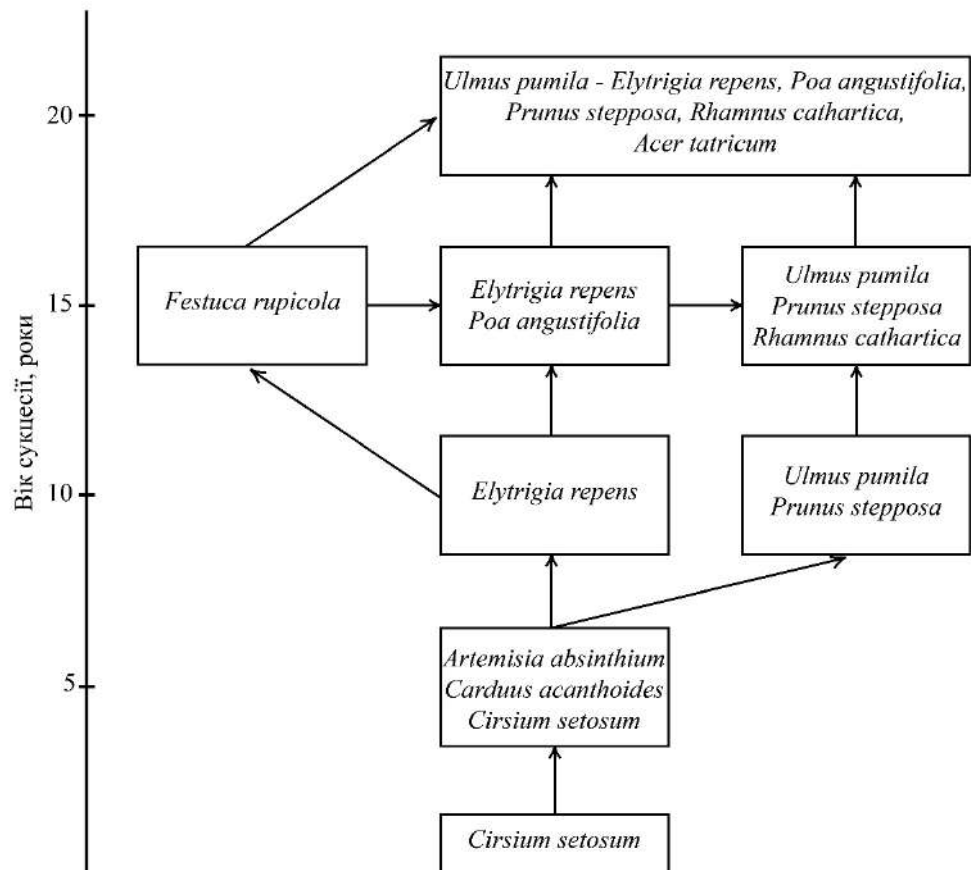 Вік сукцесії, роки
20
15
10
5
Ulmus pumila - Elytrigia repens, Poa angustifolia,
Prunus stepposa, Rhamnus cathartica,
Acer tatricum
Festuca rupicola
Elytrigia repens
Poa angustifolia
Ulmus pumila
Prunus stepposa
Rhamnus cathartica
Elytrigia repens
Ulmus pumila
Prunus stepposa
Artemisia absinthium
Carduus acanthoides
Cirsium setosum
Cirsium setosum